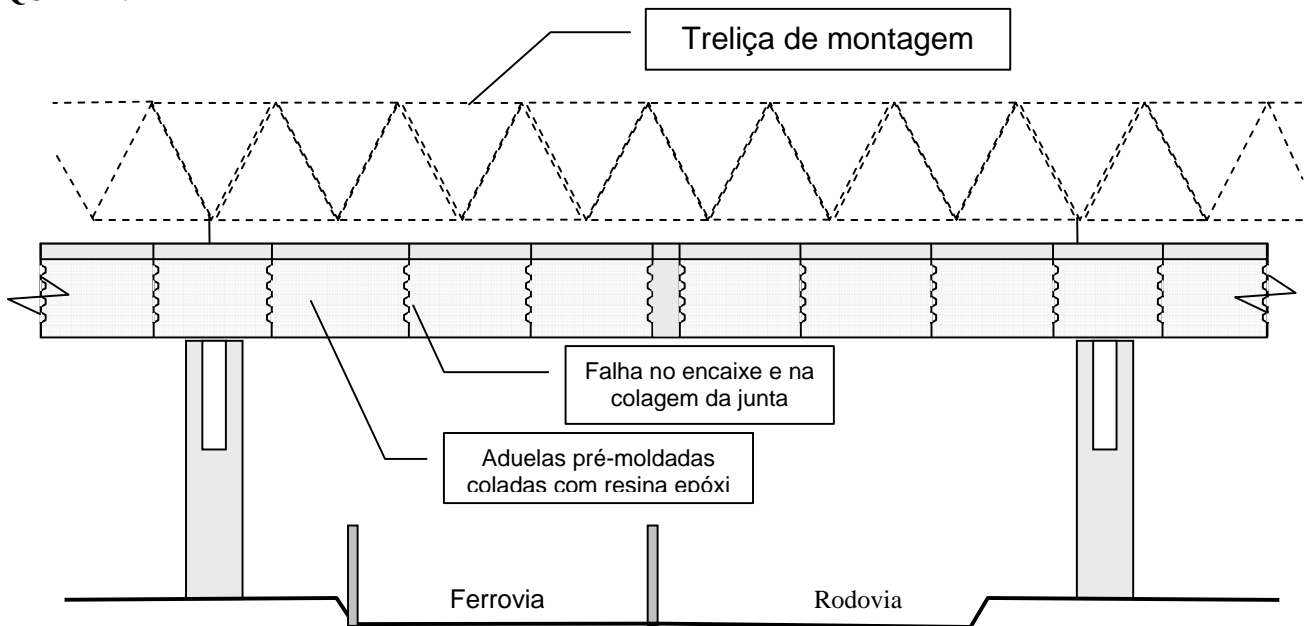 Treliça de montagem
Falha no encaixe e na
colagem da junta
Aduelas pré-moldadas
coladas com resina epóxi
Ferrovia
Rodovia